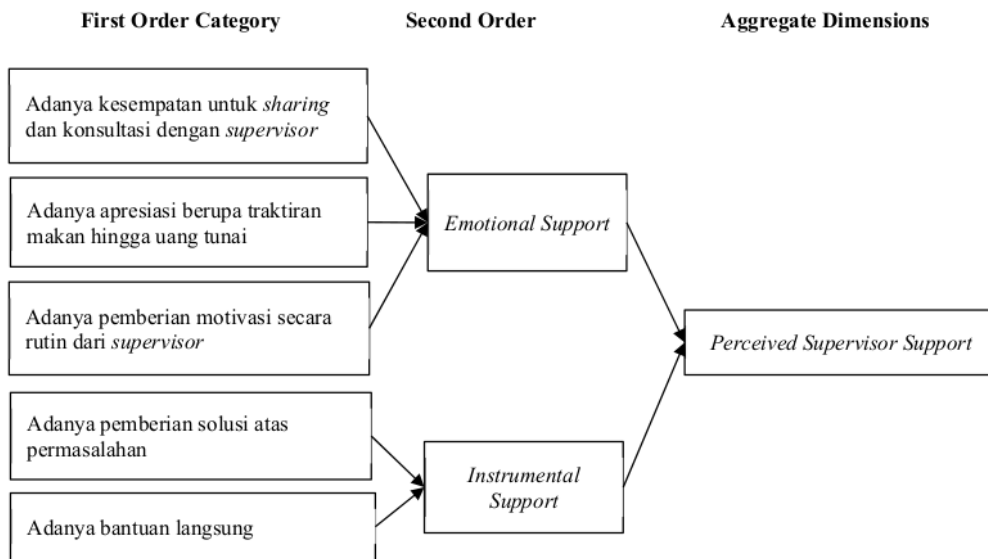 First Order Category
Second Order
Aggregate Dimensions
Adanya kesempatan untuk sharing
dan konsultasi dengan supervisor
Adanya apresiasi berupa traktiran
makan hingga uang tunai
Adanya pemberian motivasi secara
rutin dari supervisor
Adanya pemberian solusi atas
permasalahan
Adanya bantuan langsung
Emotional Support
Instrumental
Support
Perceived Supervisor Support